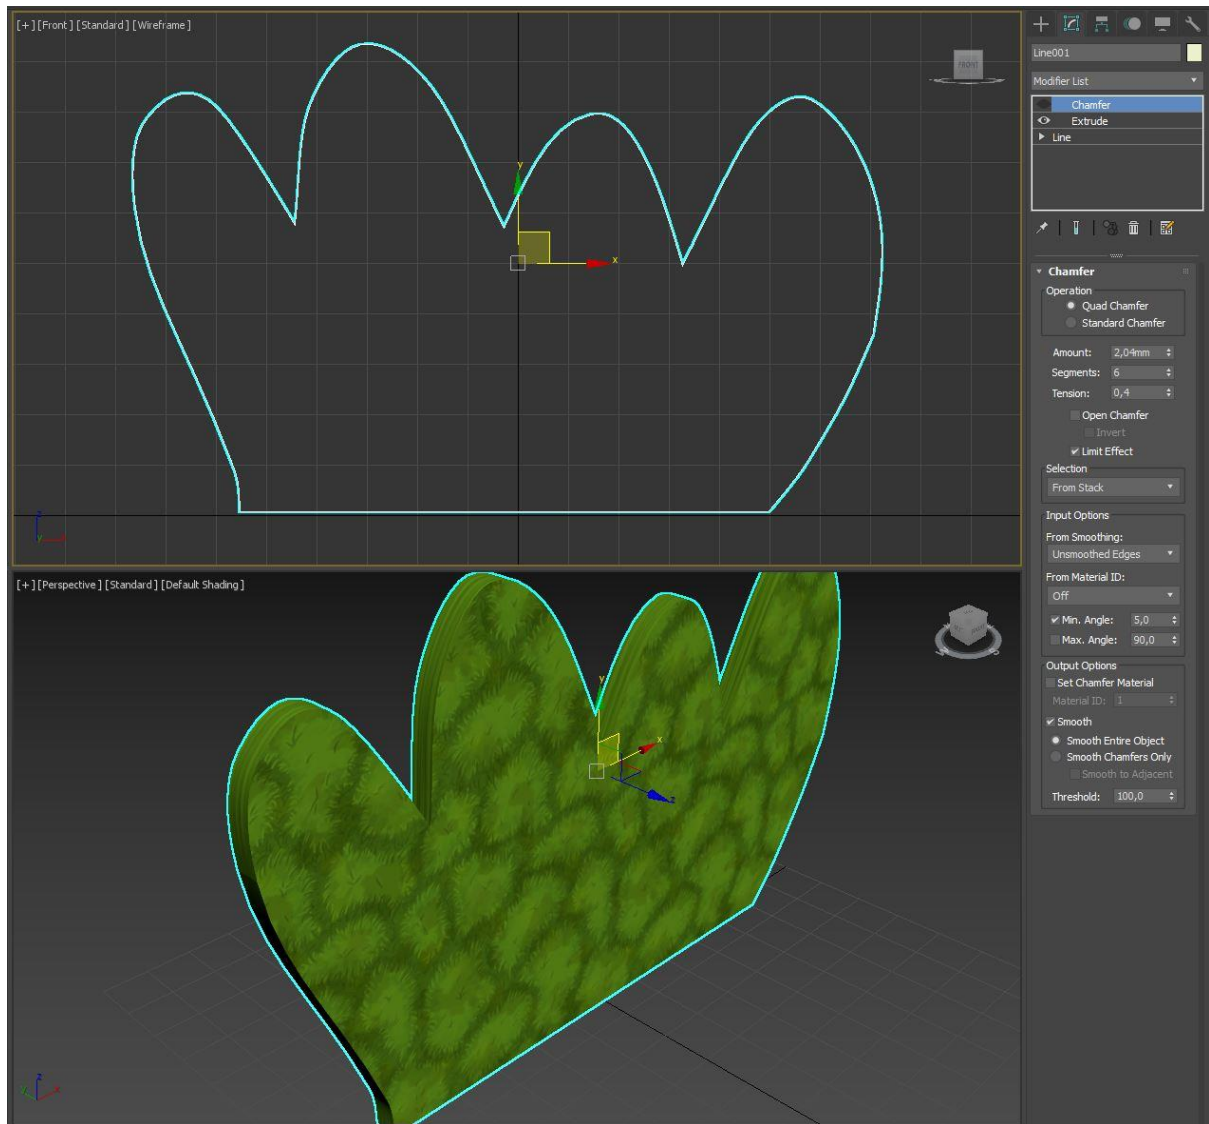 [+][Front][Standard][Wireframe]
FRONT
x
y
z
y
[+][Perspective][Standard][Default Shading]
y
x
z
z
y
x
Line001
Modifier List
Chamfer
Extrude
Line
Chamfer
Operation
Quad Chamfer
Standard Chamfer
Amount: 2,04mm
Segments: 6
Tension: 0,4
Open Chamfer
Invert
Limit Effect
Selection
From Stack
Input Options
From Smoothing:
Unsmoothed Edges
From Material ID:
Off
Min. Angle: 5,0
Max. Angle: 90,0
Output Options
Set Chamfer Material
Material ID: 1
Smooth
Smooth Entire Object
Smooth Chamfers Only
Smooth to Adjacent
Threshold: 100,0